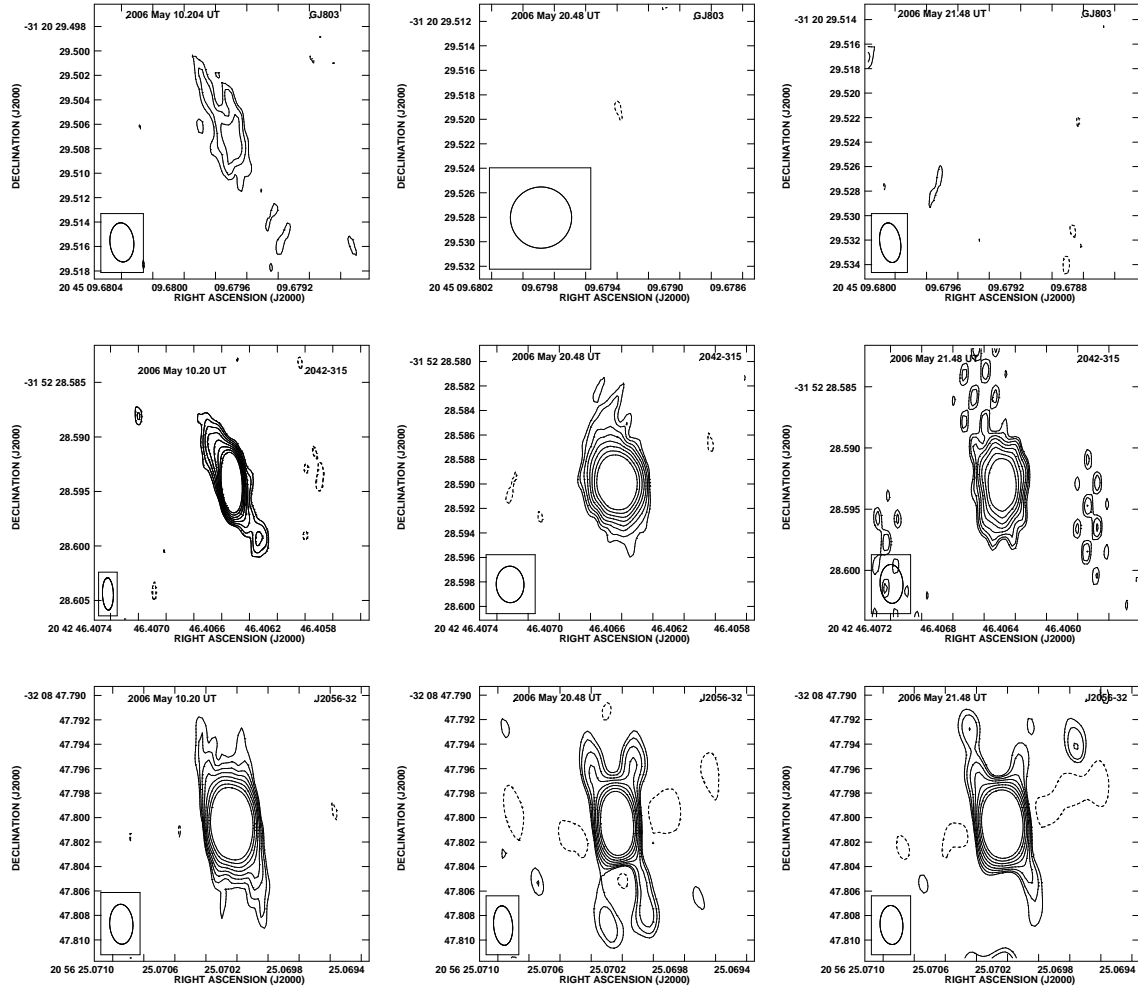 2006 May 10.204 UT GJ803
-31 20 29.498
29.500
29.502
29.504
29.506
29.508
29.510
29.512
29.514
29.516
29.518
DECLINATION (J2000)
20 45 09.6804 09.6800 09.6796 09.6792
RIGHT ASCENSION (J2000)
2006 May 20.48 UT GJ803
-31 20 29.512
29.514
29.516
29.518
29.520
29.522
29.524
29.526
29.528
29.530
29.532
DECLINATION (J2000)
20 45 09.6802 09.6798 09.6794 09.6790 09.6786
RIGHT ASCENSION (J2000)
2006 May 21.48 UT GJ803
-31 20 29.514
29.516
29.518
29.520
29.522
29.524
29.526
29.528
29.530
29.532
29.534
DECLINATION (J2000)
20 45 09.6800 09.6796 09.6792 09.6788
RIGHT ASCENSION (J2000)
2006 May 10.20 UT 2042-315
-31 52 28.585
28.590
28.595
28.600
28.605
DECLINATION (J2000)
20 42 46.4074 46.4070 46.4066 46.4062 46.4058
RIGHT ASCENSION (J2000)
2006 May 20.48 UT 2042-315
-31 52 28.580
28.582
28.584
28.586
28.588
28.590
28.592
28.594
28.596
28.598
28.600
DECLINATION (J2000)
20 42 46.4074 46.4070 46.4066 46.4062 46.4058
RIGHT ASCENSION (J2000)
2006 May 21.48 UT 2042-315
-31 52 28.585
28.590
28.595
28.600
DECLINATION (J2000)
20 42 46.4072 46.4068 46.4064 46.4060
RIGHT ASCENSION (J2000)
2006 May 10.20 UT J2056-32
-32 08 47.790
47.792
47.794
47.796
47.798
47.800
47.802
47.804
47.806
47.808
47.810
DECLINATION (J2000)
20 56 25.0710 25.0706 25.0702 25.0698 25.0694
RIGHT ASCENSION (J2000)
2006 May 20.48 UT J2056-32
-32 08 47.790
47.792
47.794
47.796
47.798
47.800
47.802
47.804
47.806
47.808
47.810
DECLINATION (J2000)
20 56 25.0710 25.0706 25.0702 25.0698 25.0694
RIGHT ASCENSION (J2000)
2006 May 21.48 UT J2056-32
-32 08 47.790
47.792
47.794
47.796
47.798
47.800
47.802
47.804
47.806
47.808
47.810
DECLINATION (J2000)
20 56 25.0710 25.0706 25.0702 25.0698 25.0694
RIGHT ASCENSION (J2000)